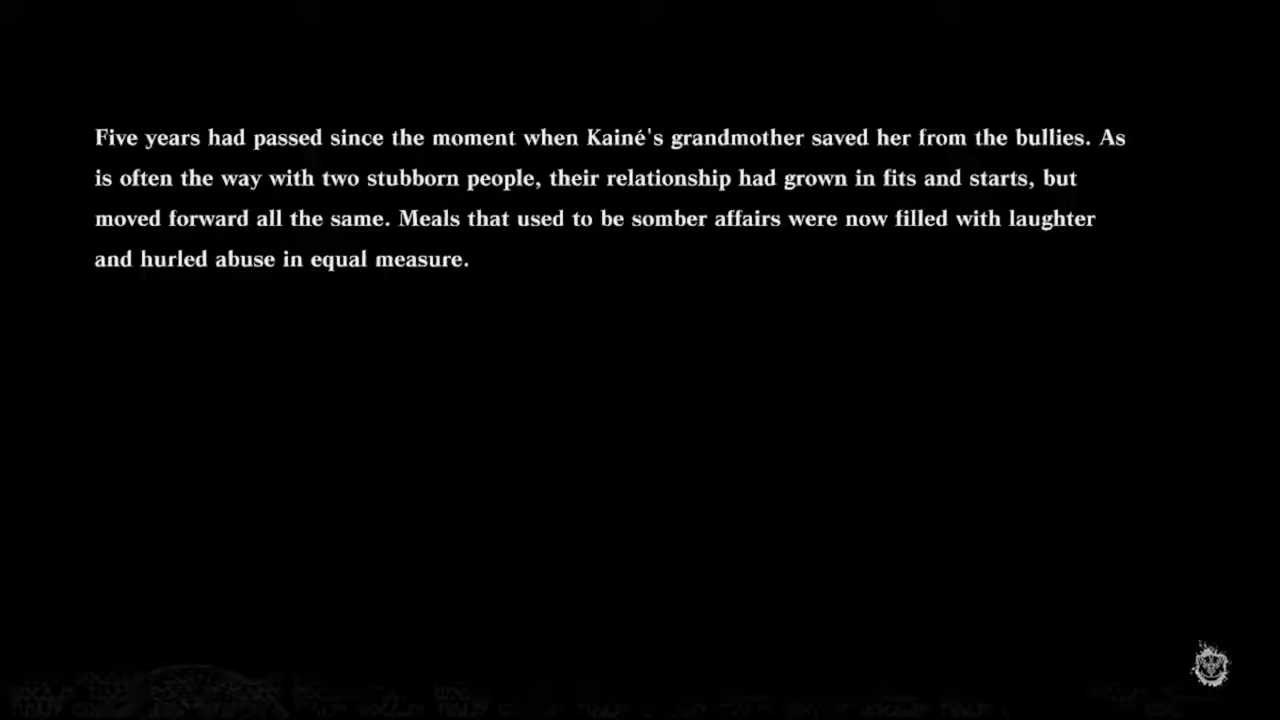 Five years had passed since the moment when Kainé's grandmother saved her from the bullies. As
is often the way with two stubborn people, their relationship had grown in fits and starts, but
moved forward all the same. Meals that used to be somber affairs were now filled with laughter
and hurled abuse in equal measure.